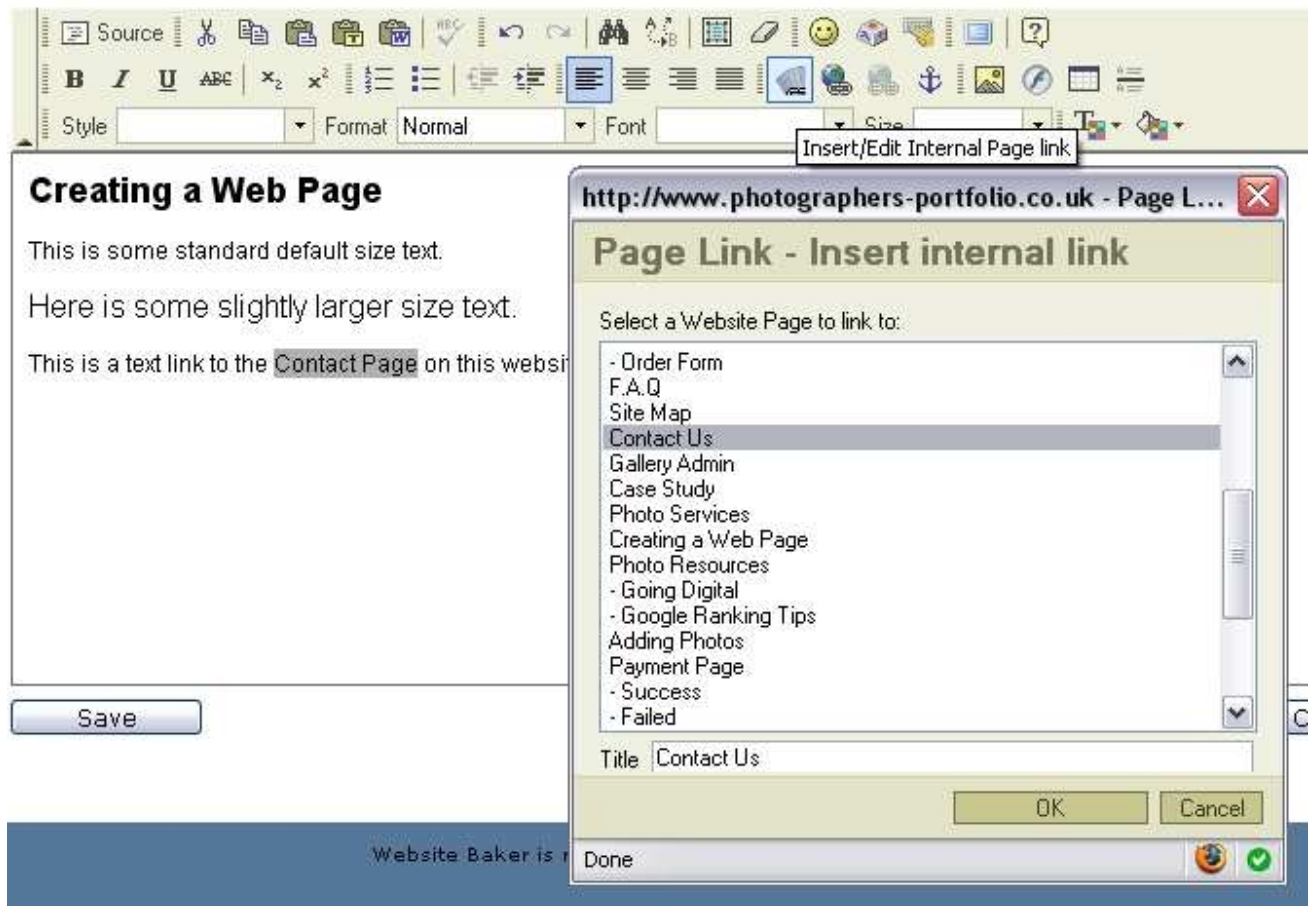 Source
B I U ABC x₂ x²
Style Format Normal Font Size
Insert/Edit Internal Page link
Creating a Web Page
This is some standard default size text.
Here is some slightly larger size text.
This is a text link to the Contact Page on this websi
Save
Website Baker is
http://www.photographers-portfolio.co.uk - Page L...
Page Link - Insert internal link
Select a Website Page to link to:
- Order Form
F.A.Q
Site Map
Contact Us
Gallery Admin
Case Study
Photo Services
Creating a Web Page
Photo Resources
- Going Digital
- Google Ranking Tips
Adding Photos
Payment Page
- Success
- Failed
Title Contact Us
OK Cancel
Done